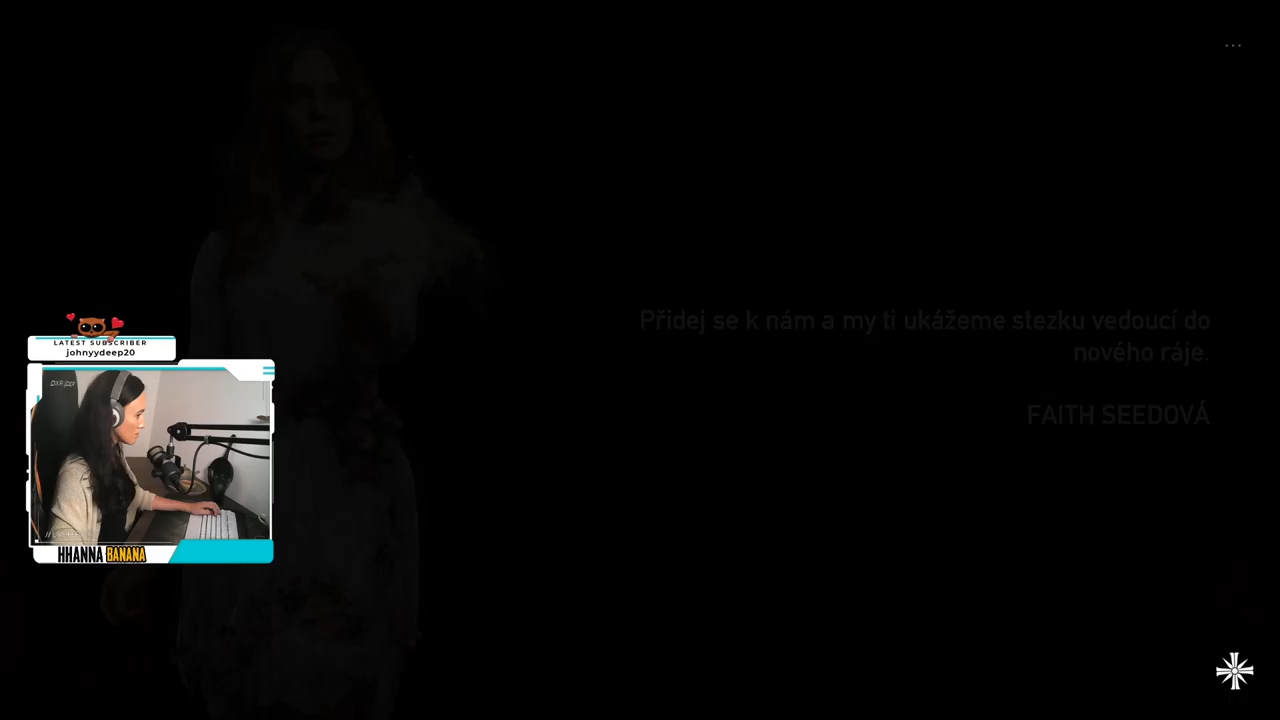 ...
Přidej se k nám a my ti ukážeme stezku vedoucí do
nového ráje.
FAITH SEEDOVÁ
LATEST SUBSCRIBER
johnyydeep20
HHANNA BANANA